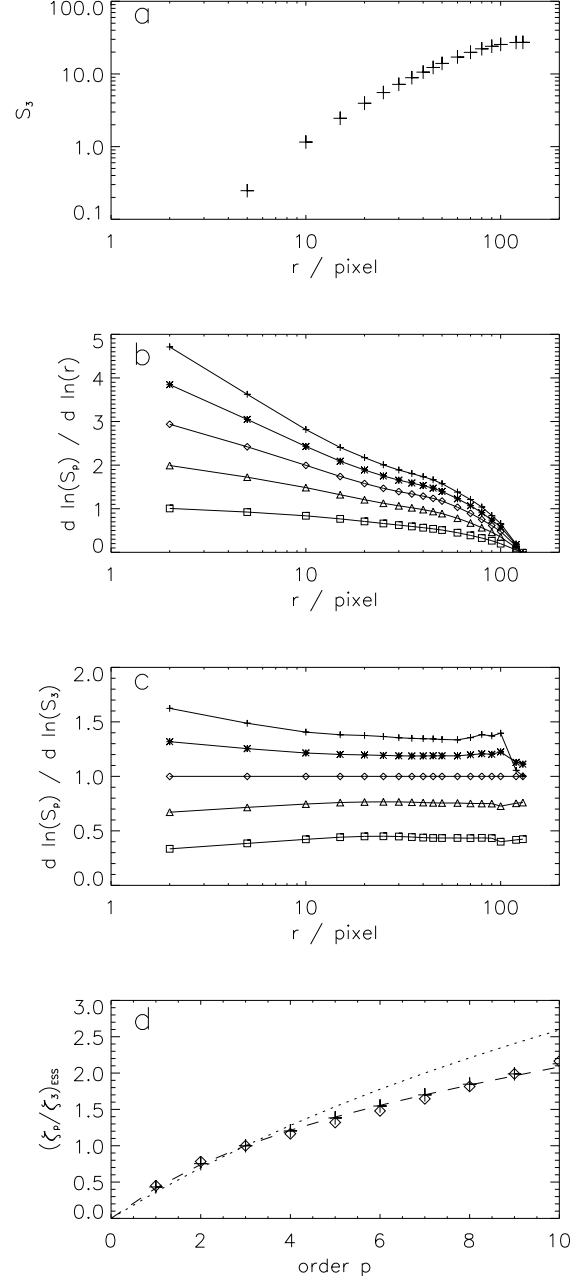 a
100.0
10.0
1.0
0.1
S₃
1 10 100
r / pixel
b
5
4
3
2
1
0
d ln(Sₚ) / d ln(r)
1 10 100
r / pixel
c
2.0
1.5
1.0
0.5
0.0
d ln(Sₚ) / d ln(S₃)
1 10 100
r / pixel
d
3.0
2.5
2.0
1.5
1.0
0.5
0.0
(ζₚ/ζ₃)ESS
0 2 4 6 8 10
order p